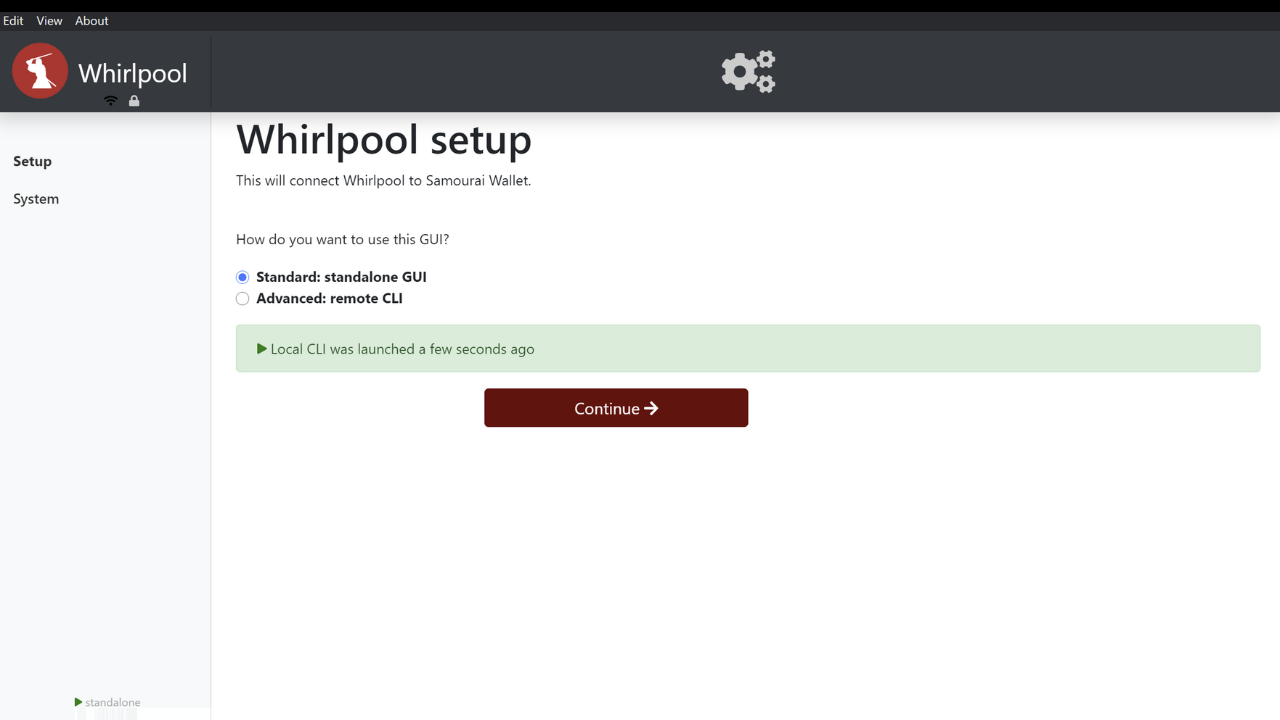 Edit View About
Whirlpool
Whirlpool setup
This will connect Whirlpool to Samourai Wallet.
Setup
System
How do you want to use this GUI?
Standard: standalone GUI
Advanced: remote CLI
Local CLI was launched a few seconds ago
Continue
standalone